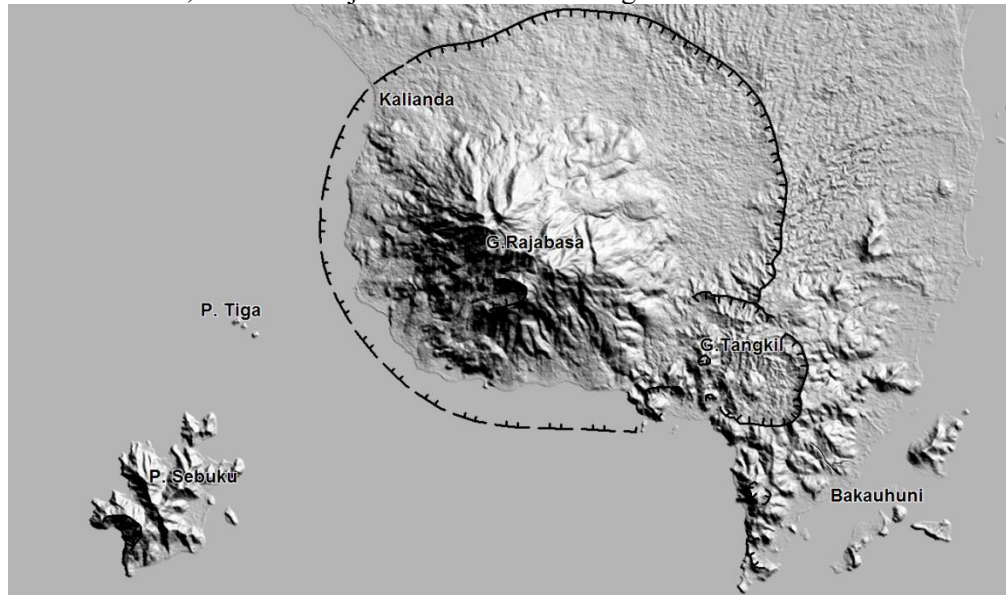 Kalianda
G.Rajabasa
P. Tiga
G.Tangkil
P. Sebuku
Bakauhuni